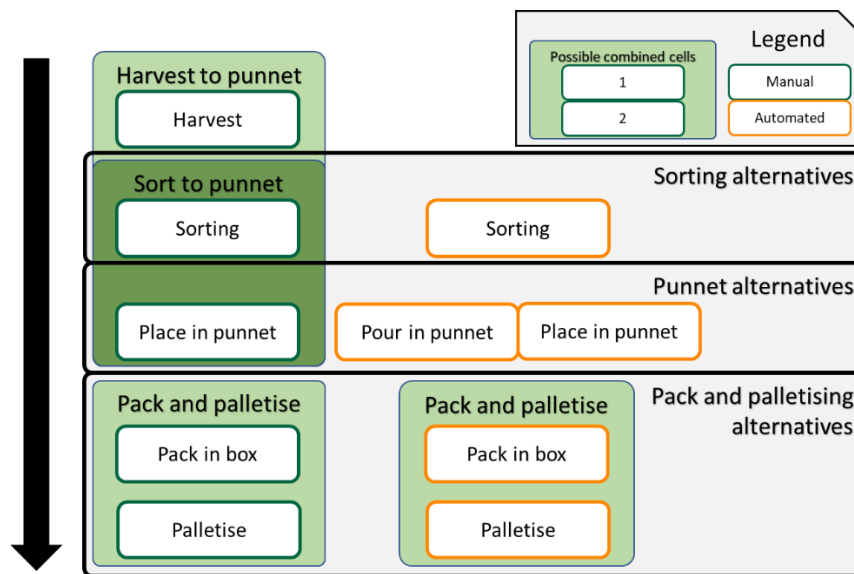 Legend
Possible combined cells
1
2
Manual
Automated
Harvest to punnet
Harvest
Sorting alternatives
Sort to punnet
Sorting
Sorting
Punnet alternatives
Place in punnet
Pour in punnet
Place in punnet
Pack and palletising
alternatives
Pack and palletise
Pack in box
Palletise
Pack and palletise
Pack in box
Palletise